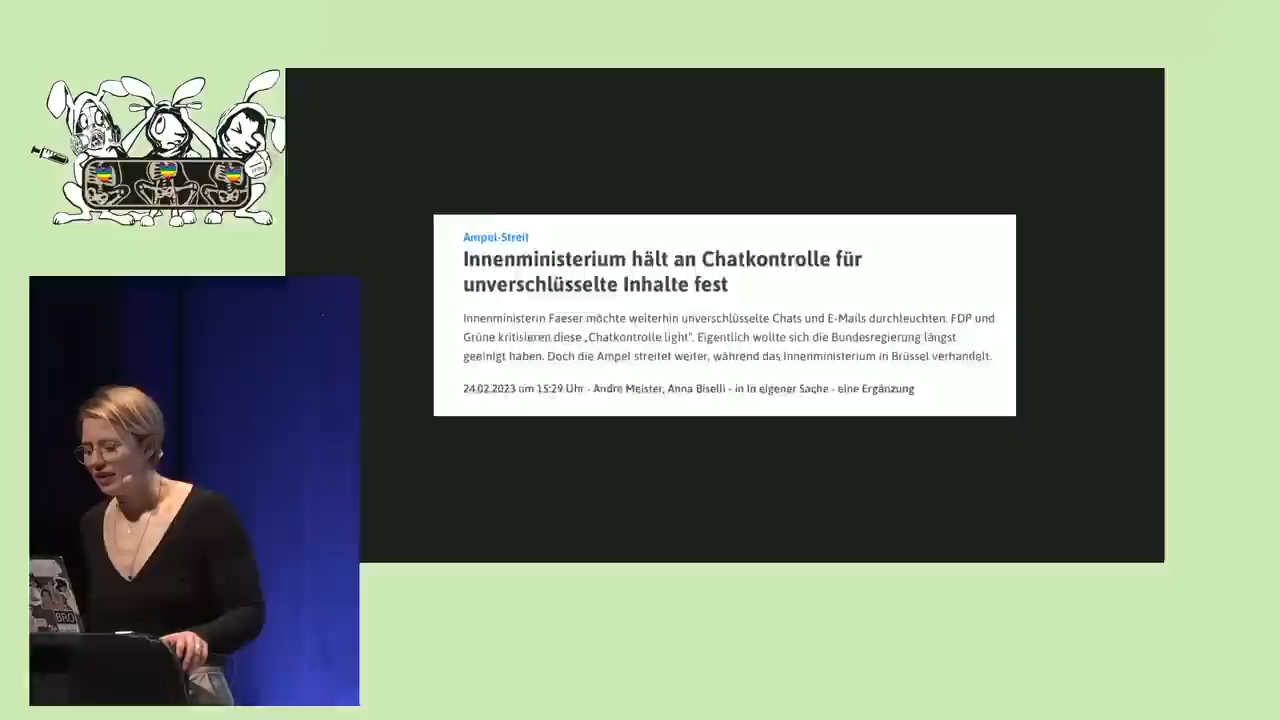 Ampel-Streit
Innenministerium hält an Chatkontrolle für
unverschlüsselte Inhalte fest
Innenministerin Faeser möchte weiterhin unverschlüsselte Chats und E-Mails durchleuchten. FDP und
Grüne kritisieren diese „Chatkontrolle light". Eigentlich wollte sich die Bundesregierung längst
geeinigt haben. Doch die Ampel streitet weiter, während das Innenministerium in Brüssel verhandelt.
24.02.2023 um 15:29 Uhr - Andre Meister, Anna Biselli - in In eigener Sache - eine Ergänzung
BRO